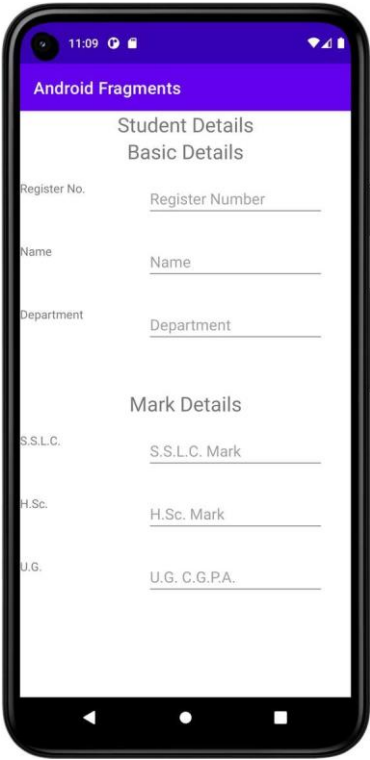 11:09
Android Fragments
Student Details
Basic Details
Register No.
Register Number
Name
Name
Department
Department
Mark Details
S.S.L.C.
S.S.L.C. Mark
H.Sc.
H.Sc. Mark
U.G.
U.G. C.G.P.A.